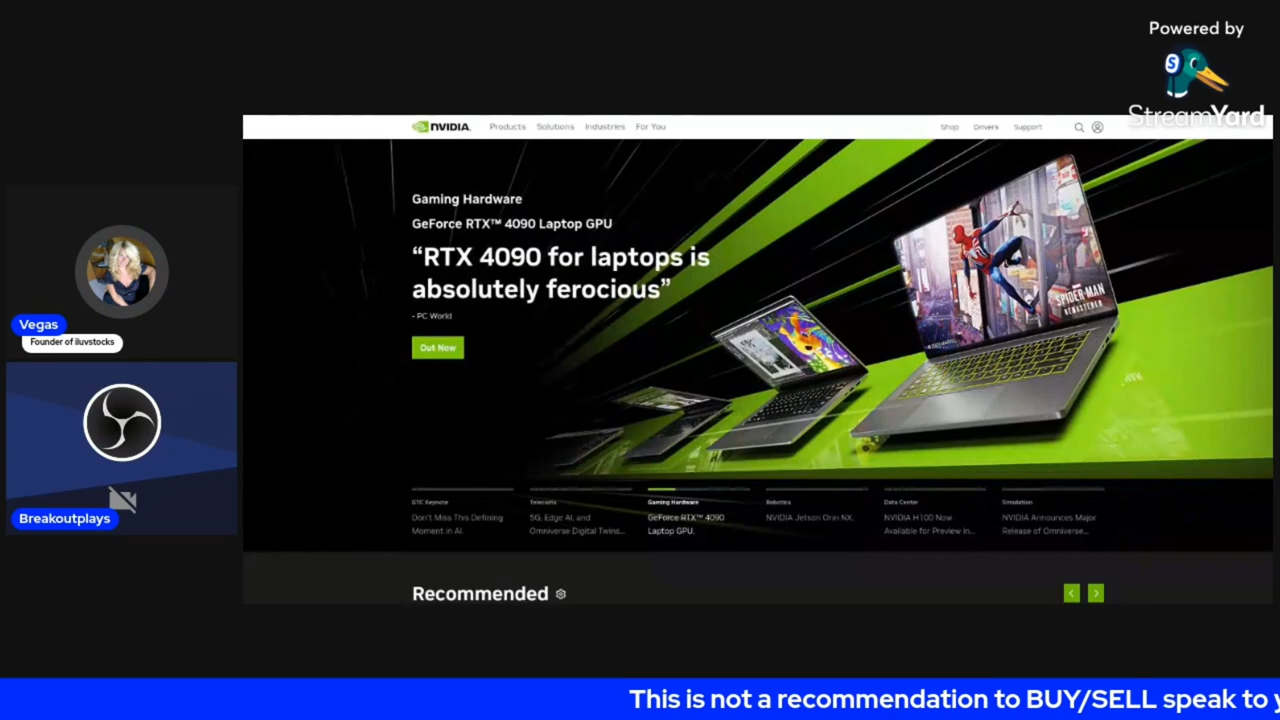 Powered by
StreamYard
NVIDIA.
Products Solutions Industries For You
Shop Drivers Support
Gaming Hardware
GeForce RTX™ 4090 Laptop GPU
“RTX 4090 for laptops is
absolutely ferocious”
- PC World
Out Now
SPIDER-MAN
REMASTERED
Vegas
Founder of iluvstocks
Breakoutplays
GTC Keynote
Don't Miss This Defining
Moment in AI.
Telecoms
5G, Edge AI, and
Omniverse Digital Twins...
Gaming Hardware
GeForce RTX™ 4090
Laptop GPU.
Robotics
NVIDIA Jetson Orin NX.
Data Center
NVIDIA H100 Now
Available for Preview in...
Simulation
NVIDIA Announces Major
Release of Omniverse...
Recommended
This is not a recommendation to BUY/SELL speak to